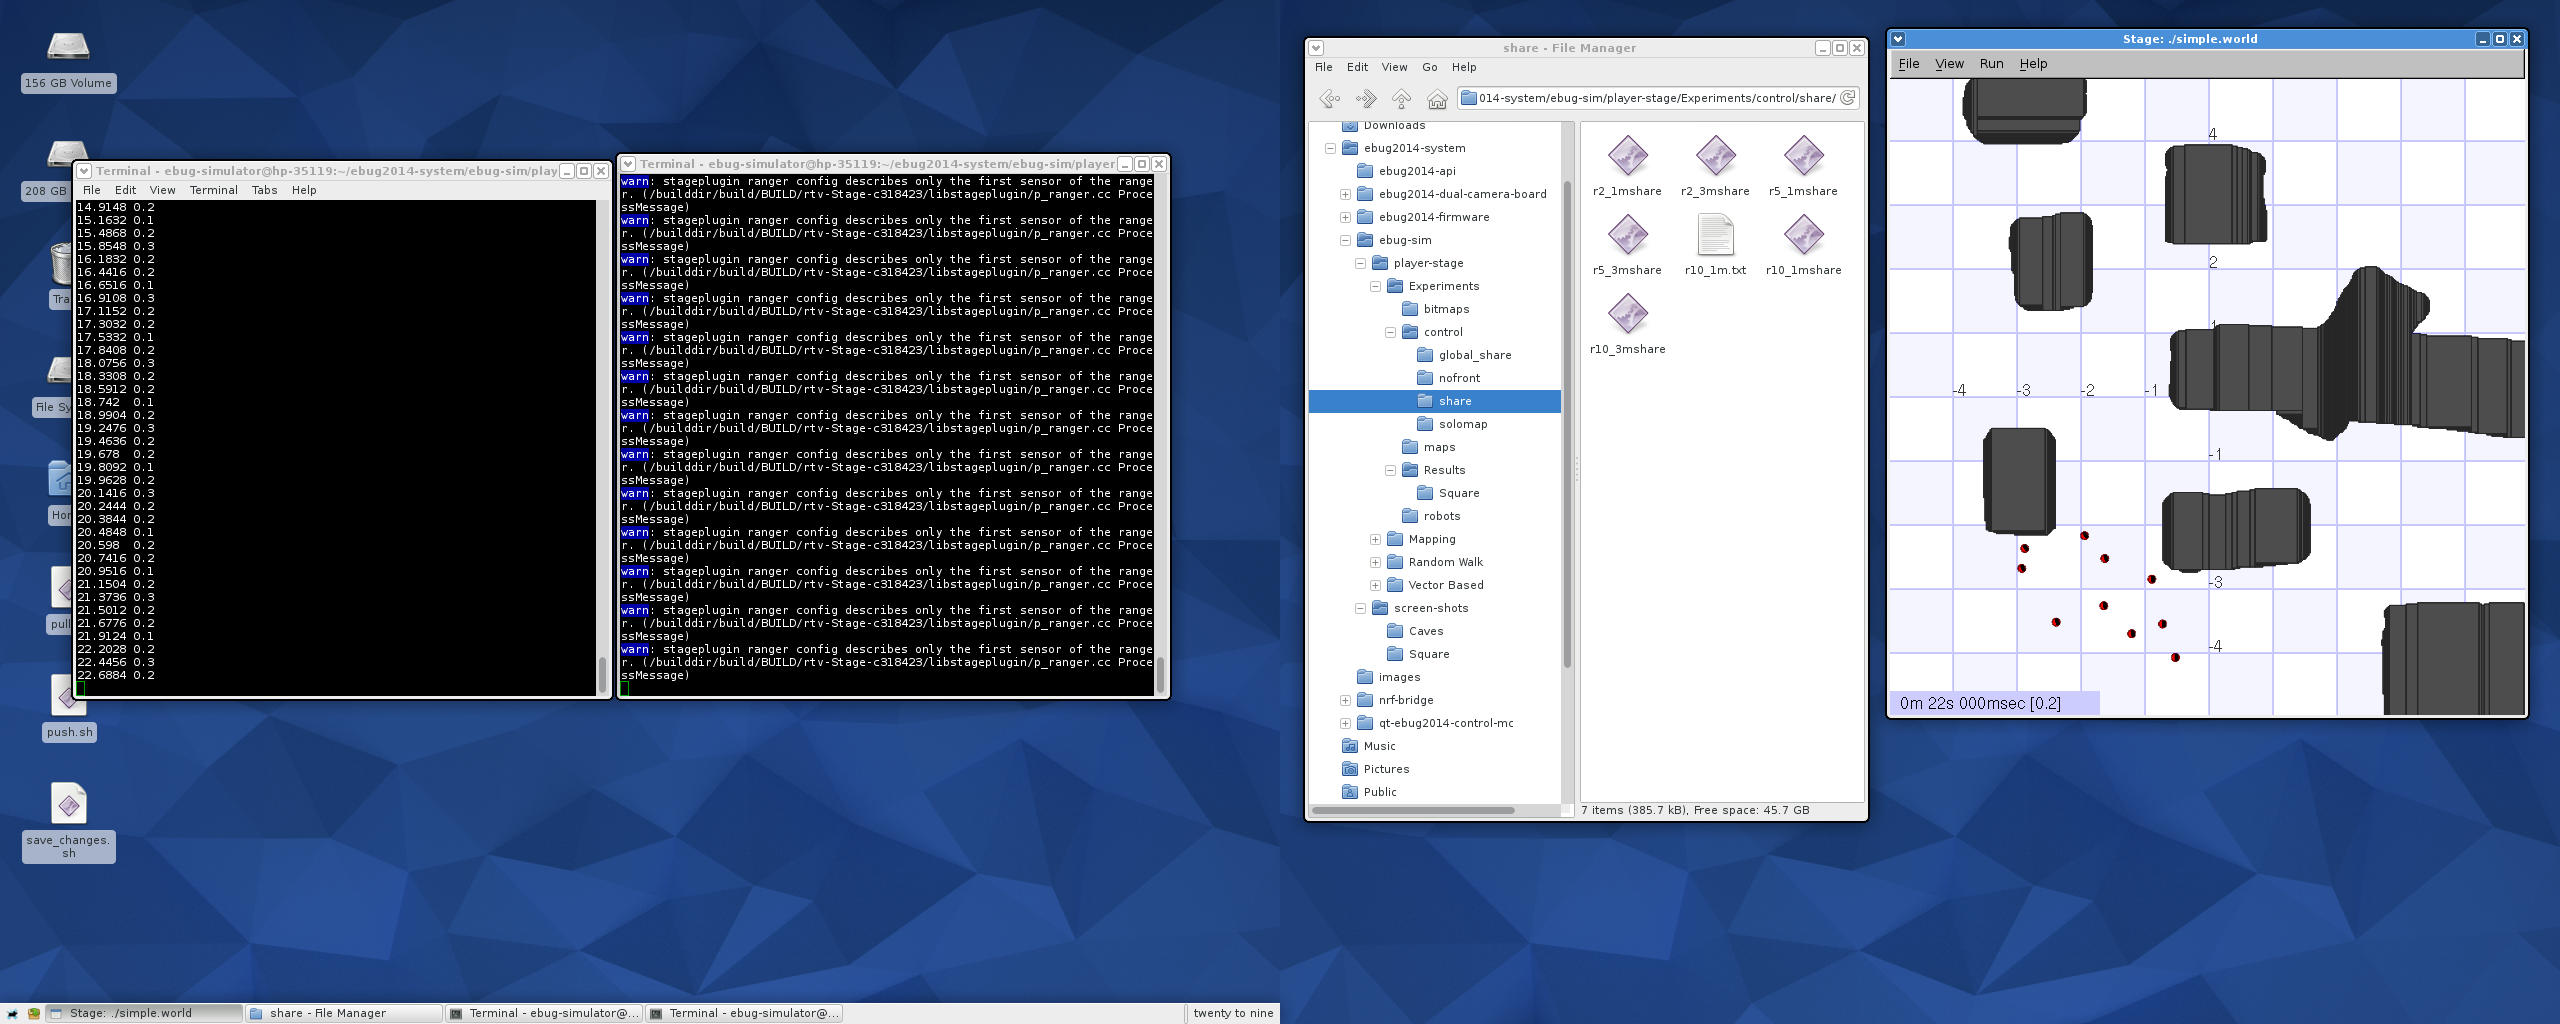 156 GB Volume
208 GB
Tra
File Sy
Hor
pull
push.sh
save_changes.
sh
Terminal - ebug-simulator@hp-35119:~/ebug2014-system/ebug-sim/play
File Edit View Terminal Tabs Help
14.9148 0.2
15.1632 0.1
15.4868 0.2
15.8548 0.3
16.1832 0.2
16.4416 0.2
16.6516 0.1
16.9108 0.3
17.1152 0.2
17.3032 0.2
17.5332 0.1
17.8408 0.2
18.0756 0.3
18.3308 0.2
18.5912 0.2
18.742 0.1
18.9904 0.2
19.2476 0.3
19.4636 0.2
19.678 0.2
19.8092 0.1
19.9628 0.2
20.1416 0.3
20.2444 0.2
20.3844 0.2
20.4848 0.1
20.598 0.2
20.7416 0.2
20.9516 0.1
21.1504 0.2
21.3736 0.3
21.5012 0.2
21.6776 0.2
21.9124 0.1
22.2028 0.2
22.4456 0.3
22.6884 0.2
Terminal - ebug-simulator@hp-35119:~/ebug2014-system/ebug-sim/player
warn: stageplugin ranger config describes only the first sensor of the range
r. (/builddir/build/BUILD/rtv-Stage-c318423/libstageplugin/p_ranger.cc Proce
ssMessage)
warn: stageplugin ranger config describes only the first sensor of the range
r. (/builddir/build/BUILD/rtv-Stage-c318423/libstageplugin/p_ranger.cc Proce
ssMessage)
warn: stageplugin ranger config describes only the first sensor of the range
r. (/builddir/build/BUILD/rtv-Stage-c318423/libstageplugin/p_ranger.cc Proce
ssMessage)
warn: stageplugin ranger config describes only the first sensor of the range
r. (/builddir/build/BUILD/rtv-Stage-c318423/libstageplugin/p_ranger.cc Proce
ssMessage)
warn: stageplugin ranger config describes only the first sensor of the range
r. (/builddir/build/BUILD/rtv-Stage-c318423/libstageplugin/p_ranger.cc Proce
ssMessage)
warn: stageplugin ranger config describes only the first sensor of the range
r. (/builddir/build/BUILD/rtv-Stage-c318423/libstageplugin/p_ranger.cc Proce
ssMessage)
warn: stageplugin ranger config describes only the first sensor of the range
r. (/builddir/build/BUILD/rtv-Stage-c318423/libstageplugin/p_ranger.cc Proce
ssMessage)
warn: stageplugin ranger config describes only the first sensor of the range
r. (/builddir/build/BUILD/rtv-Stage-c318423/libstageplugin/p_ranger.cc Proce
ssMessage)
warn: stageplugin ranger config describes only the first sensor of the range
r. (/builddir/build/BUILD/rtv-Stage-c318423/libstageplugin/p_ranger.cc Proce
ssMessage)
warn: stageplugin ranger config describes only the first sensor of the range
r. (/builddir/build/BUILD/rtv-Stage-c318423/libstageplugin/p_ranger.cc Proce
ssMessage)
warn: stageplugin ranger config describes only the first sensor of the range
r. (/builddir/build/BUILD/rtv-Stage-c318423/libstageplugin/p_ranger.cc Proce
ssMessage)
warn: stageplugin ranger config describes only the first sensor of the range
r. (/builddir/build/BUILD/rtv-Stage-c318423/libstageplugin/p_ranger.cc Proce
ssMessage)
warn: stageplugin ranger config describes only the first sensor of the range
r. (/builddir/build/BUILD/rtv-Stage-c318423/libstageplugin/p_ranger.cc Proce
ssMessage)
share - File Manager
File Edit View Go Help
014-system/ebug-sim/player-stage/Experiments/control/share/
Downloads
ebug2014-system
ebug2014-api
ebug2014-dual-camera-board
ebug2014-firmware
ebug-sim
player-stage
Experiments
bitmaps
control
global_share
nofront
share
solomap
maps
Results
Square
robots
Mapping
Random Walk
Vector Based
screen-shots
Caves
Square
images
nrf-bridge
qt-ebug2014-control-mc
Music
Pictures
Public
r2_1mshare r2_3mshare r5_1mshare
r5_3mshare r10_1m.txt r10_1mshare
r10_3mshare
7 items (385.7 kB), Free space: 45.7 GB
Stage: ./simple.world
File View Run Help
4
2
1
-4 -3 -2 -1
-1
-3
-4
0m 22s 000msec [0.2]
Stage: ./simple.world
share - File Manager
Terminal - ebug-simulator@...
Terminal - ebug-simulator@...
twenty to nine